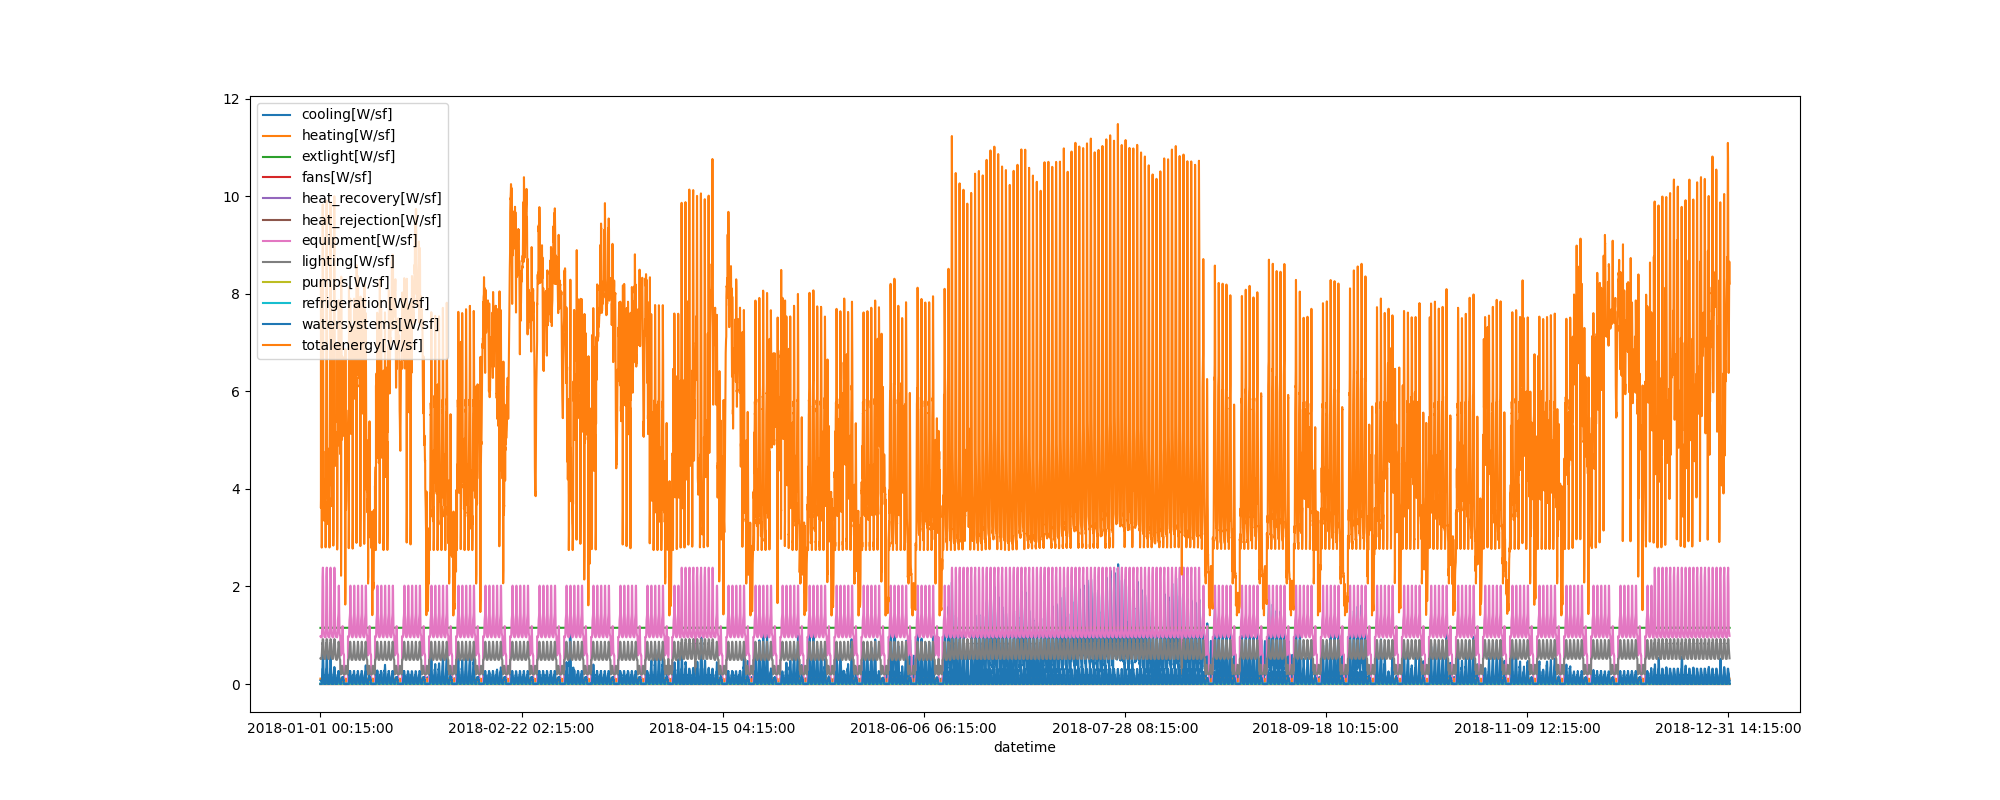 12
10
8
6
4
2
0
cooling[W/sf]
heating[W/sf]
extlight[W/sf]
fans[W/sf]
heat_recovery[W/sf]
heat_rejection[W/sf]
equipment[W/sf]
lighting[W/sf]
pumps[W/sf]
refrigeration[W/sf]
watersystems[W/sf]
totalenergy[W/sf]
2018-01-01 00:15:00
2018-02-22 02:15:00
2018-04-15 04:15:00
2018-06-06 06:15:00
2018-07-28 08:15:00
2018-09-18 10:15:00
2018-11-09 12:15:00
2018-12-31 14:15:00
datetime